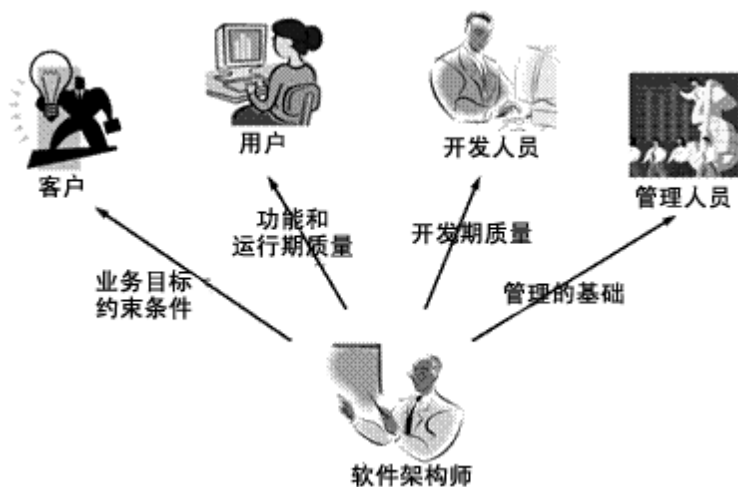 客户
用户
开发人员
管理人员
业务目标
约束条件
功能和
运行期质量
开发期质量
管理的基础
软件架构师